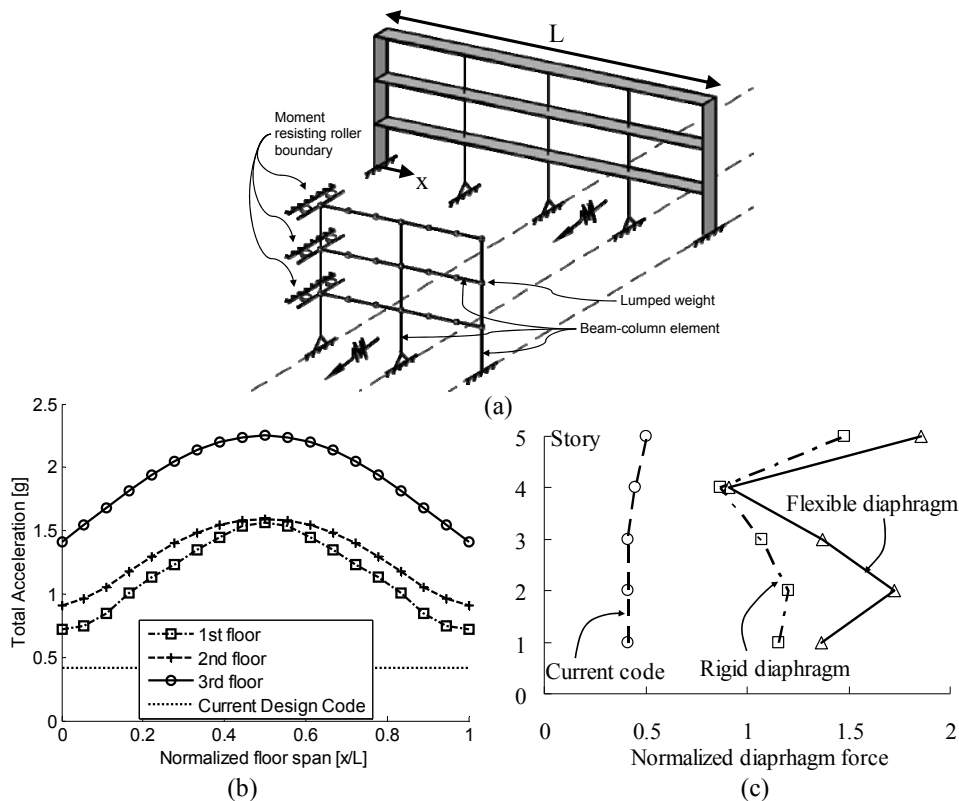 L
Moment
resisting roller
boundary
x
Lumped weight
Beam-column element
(a)
2.5
2
1.5
1
0.5
0
Total Acceleration [g]
1st floor
2nd floor
3rd floor
Current Design Code
0 0.2 0.4 0.6 0.8 1
Normalized floor span [x/L]
(b)
5
4
3
2
1
0
Story
Flexible diaphragm
Current code
Rigid diaphragm
0 0.5 1 1.5 2
Normalized diaprhagm force
(c)